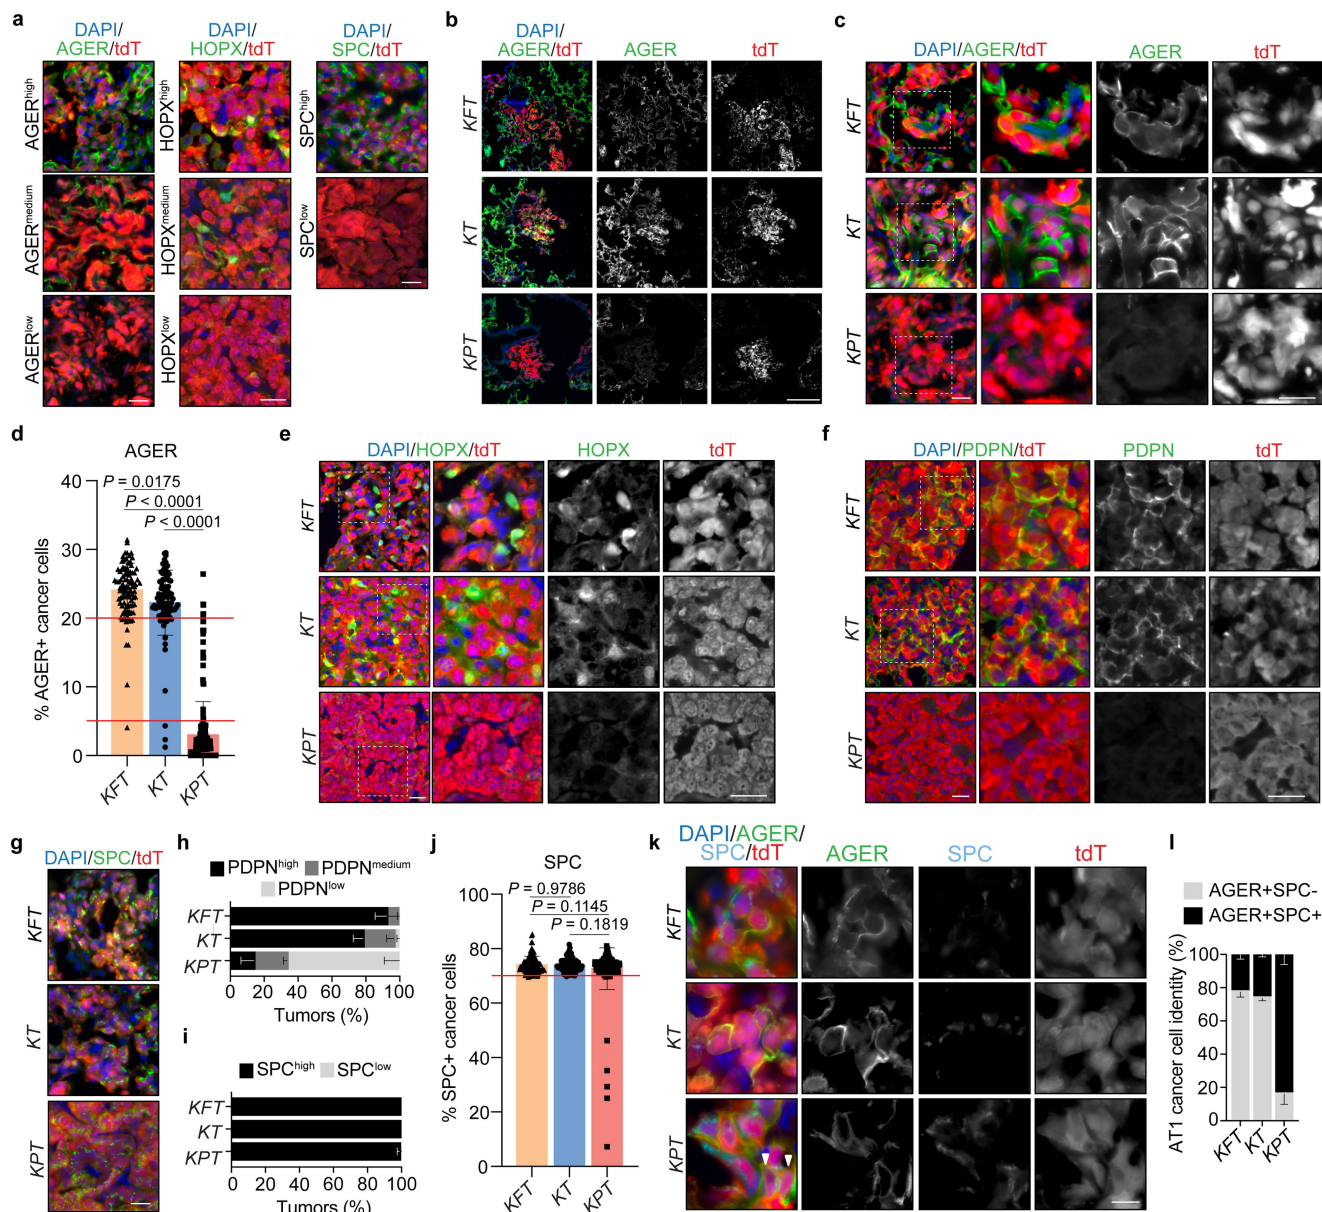 a
DAPI/
AGER/tdT
DAPI/
HOPX/tdT
DAPI/
SPC/tdT
AGERhigh
AGERmedium
AGERlow
HOPXhigh
HOPXmedium
HOPXlow
SPChigh
SPClow
b
DAPI/
AGER/tdT
AGER
tdT
KFT
KT
KPT
c
DAPI/AGER/tdT
AGER
tdT
KFT
KT
KPT
d
AGER
P = 0.0175
P < 0.0001
P < 0.0001
% AGER+ cancer cells
40
30
20
10
0
KFT
KT
KPT
e
DAPI/HOPX/tdT
HOPX
tdT
KFT
KT
KPT
f
DAPI/PDPN/tdT
PDPN
tdT
KFT
KT
KPT
g
DAPI/SPC/tdT
KFT
KT
KPT
h
PDPNhigh
PDPNmedium
PDPNlow
KFT
KT
KPT
0 20 40 60 80 100
Tumors (%)
i
SPChigh
SPClow
KFT
KT
KPT
0 20 40 60 80 100
Tumors (%)
j
SPC
P = 0.9786
P = 0.1145
P = 0.1819
% SPC+ cancer cells
100
80
60
40
20
0
KFT
KT
KPT
k
DAPI/AGER/
SPC/tdT
AGER
SPC
tdT
KFT
KT
KPT
l
AGER+SPC-
AGER+SPC+
AT1 cancer cell identity (%)
100
80
60
40
20
0
KFT
KT
KPT